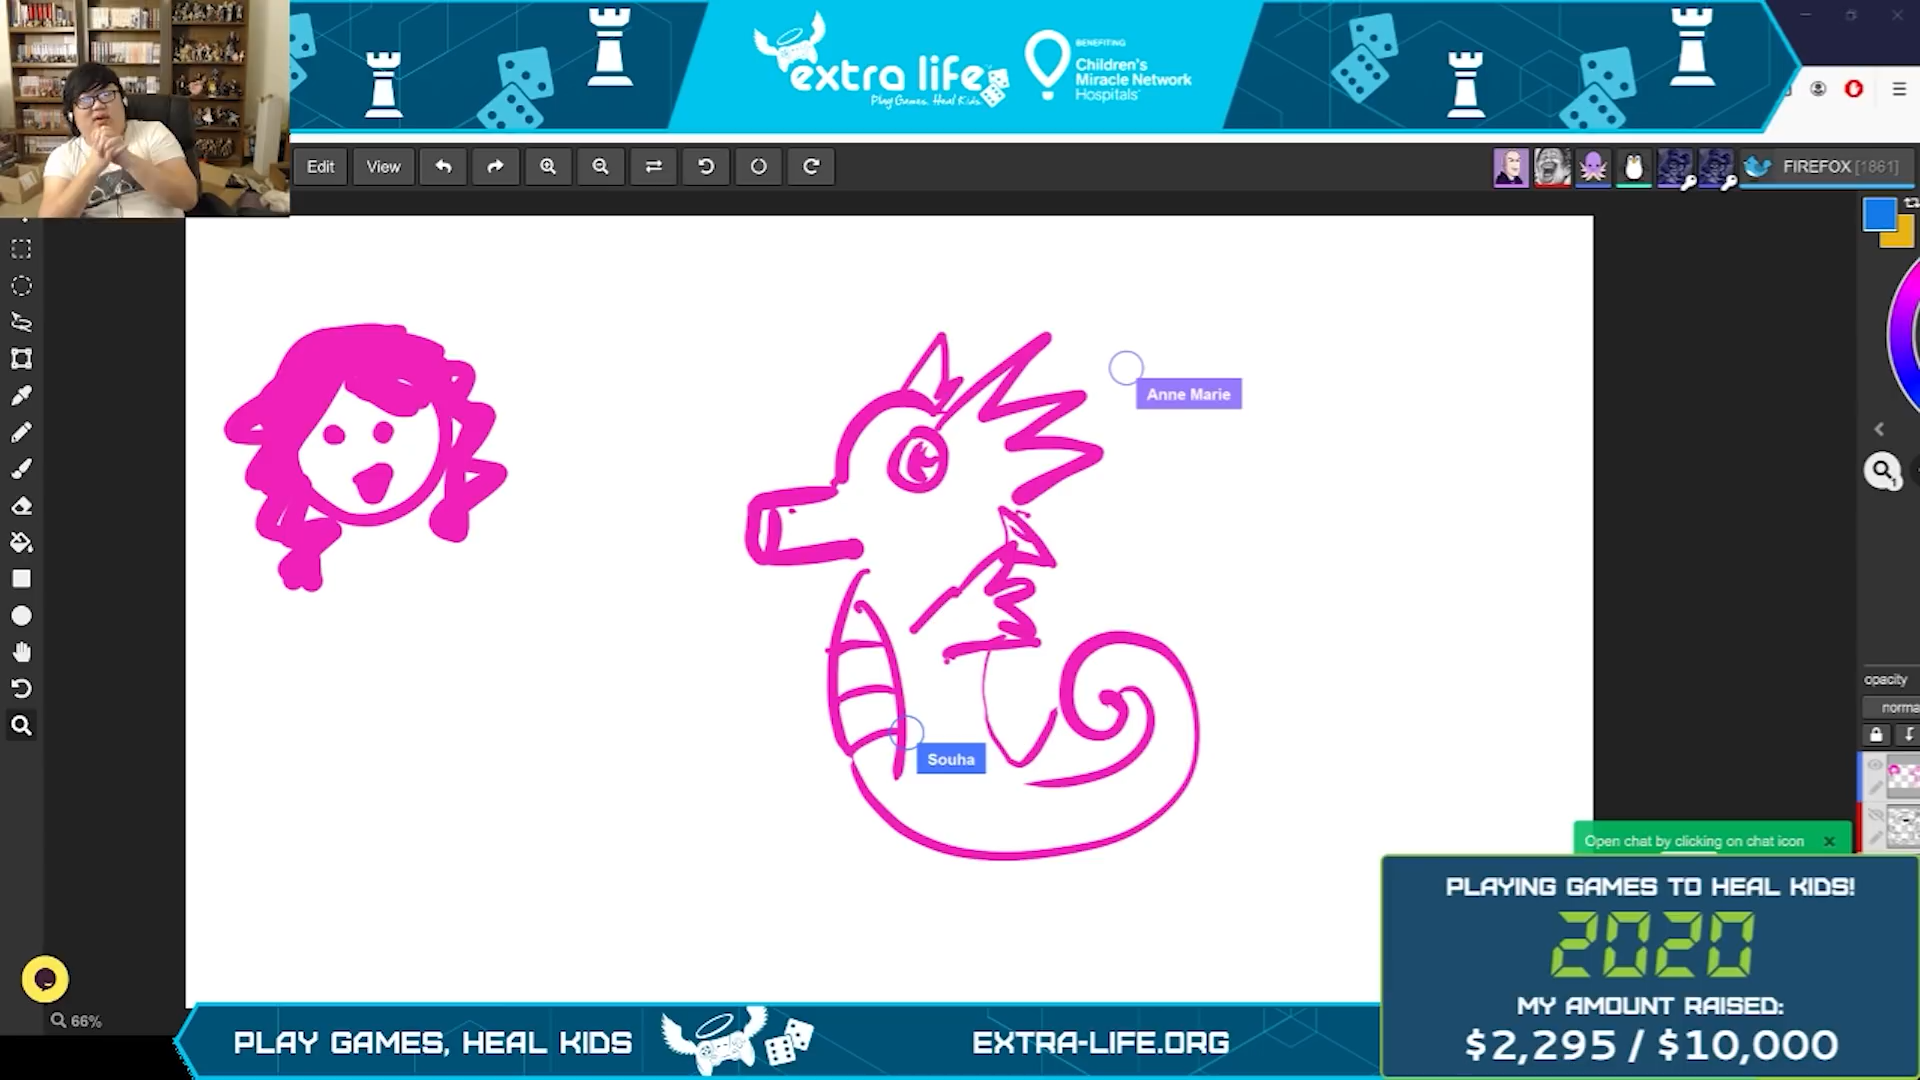 extra life
Play Games. Heal Kids.
BENEFITING
Children's
Miracle Network
Hospitals
Edit
View
FIREFOX [1861]
Anne Marie
Souha
opacity
norma
Open chat by clicking on chat icon
66%
PLAYING GAMES TO HEAL KIDS!
2020
MY AMOUNT RAISED:
$2,295 / $10,000
PLAY GAMES, HEAL KIDS
EXTRA-LIFE.ORG